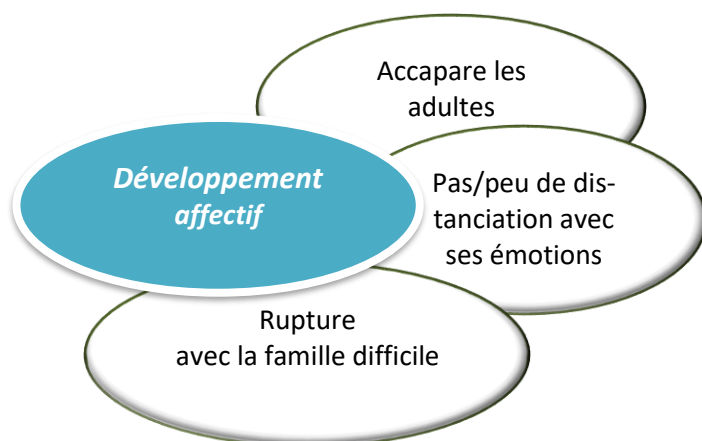 Accapare les
adultes
Développement
affectif
Pas/peu de dis-
tanciation avec
ses émotions
Rupture
avec la famille difficile